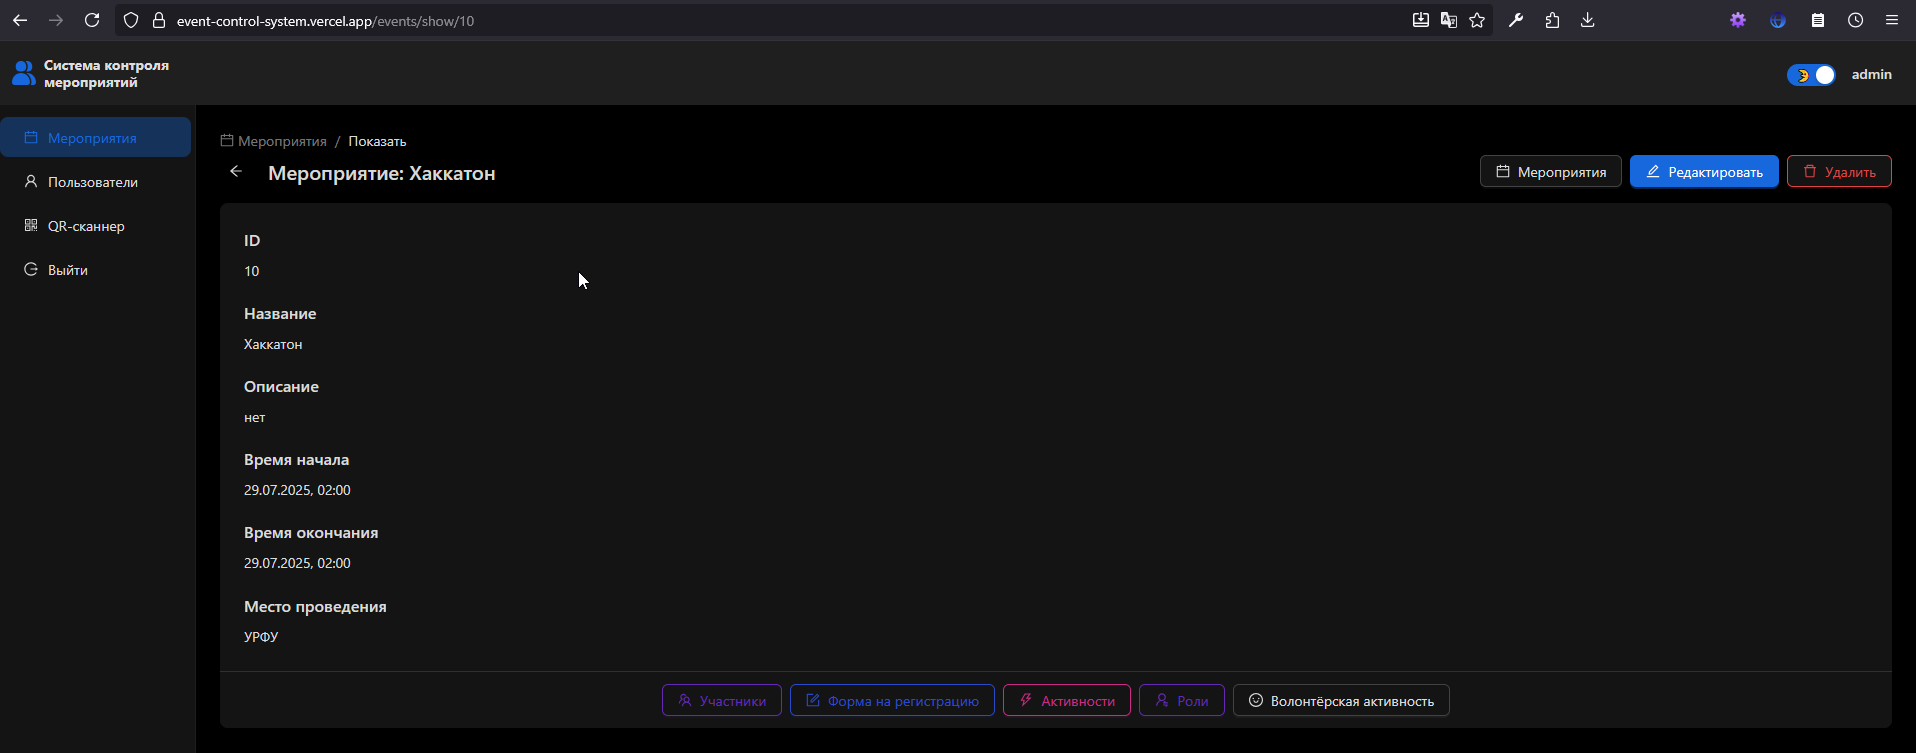 event-control-system.vercel.app/events/show/10
Система контроля
мероприятий
admin
Мероприятия
Пользователи
QR-сканнер
Выйти
Мероприятия / Показать
Мероприятие: Хаккатон
Мероприятия
Редактировать
Удалить
ID
10
Название
Хаккатон
Описание
нет
Время начала
29.07.2025, 02:00
Время окончания
29.07.2025, 02:00
Место проведения
УРФУ
Участники
Форма на регистрацию
Активности
Роли
Волонтёрская активность